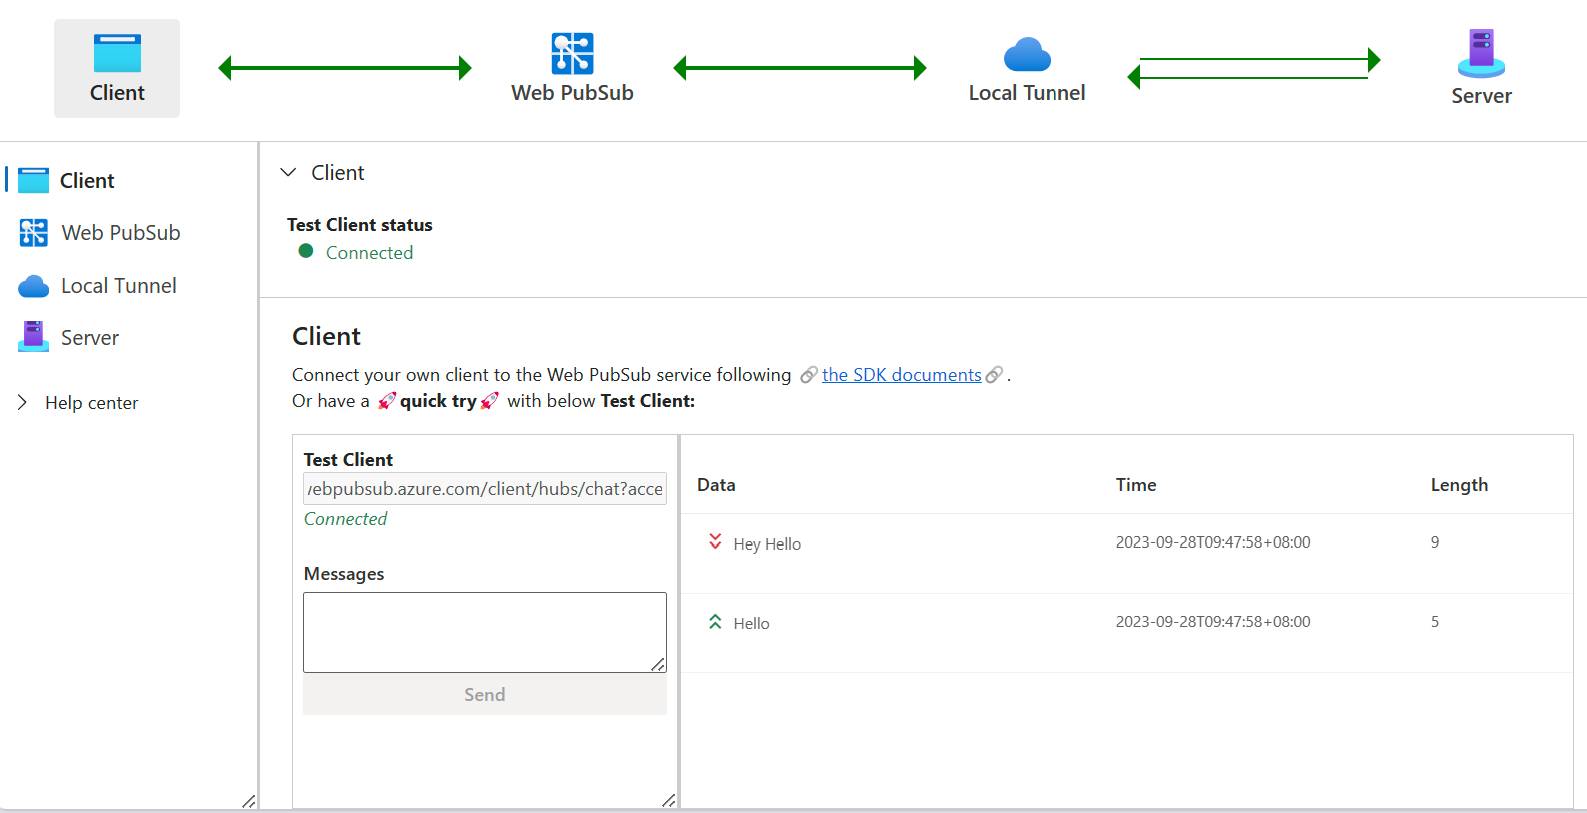 Client
Web PubSub
Local Tunnel
Server
Client
Web PubSub
Local Tunnel
Server
Help center
Client
Test Client status
Connected
Client
Connect your own client to the Web PubSub service following 🔗 the SDK documents 🔗 .
Or have a 🚀 quick try 🚀 with below Test Client:
Test Client
ebpubsub.azure.com/client/hubs/chat?acce
Connected
Messages
Send
Data Time Length
Hey Hello 2023-09-28T09:47:58+08:00 9
Hello 2023-09-28T09:47:58+08:00 5